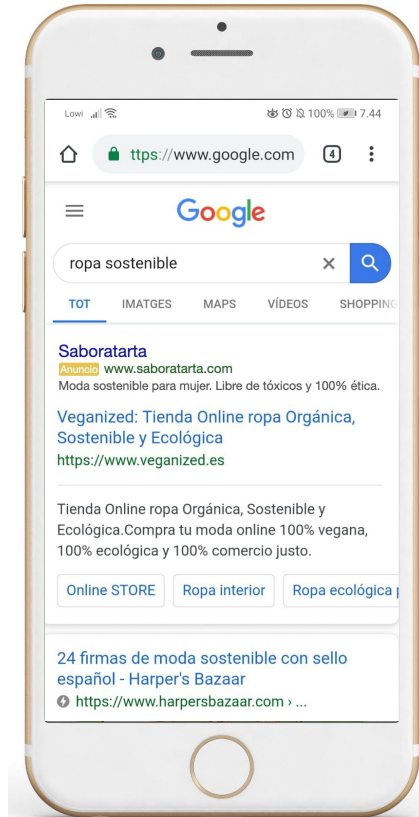 Lowi 100% 7.44
ttps://www.google.com 4
Google
ropa sostenible
TOT IMATGES MAPS VÍDEOS SHOPPING
Saboratarta
Anuncio www.saboratarta.com
Moda sostenible para mujer. Libre de tóxicos y 100% ética.
Veganized: Tienda Online ropa Orgánica,
Sostenible y Ecológica
https://www.veganized.es
Tienda Online ropa Orgánica, Sostenible y
Ecológica.Compra tu moda online 100% vegana,
100% ecológica y 100% comercio justo.
Online STORE Ropa interior Ropa ecológica p
24 firmas de moda sostenible con sello
español - Harper's Bazaar
https://www.harpersbazaar.com › ...